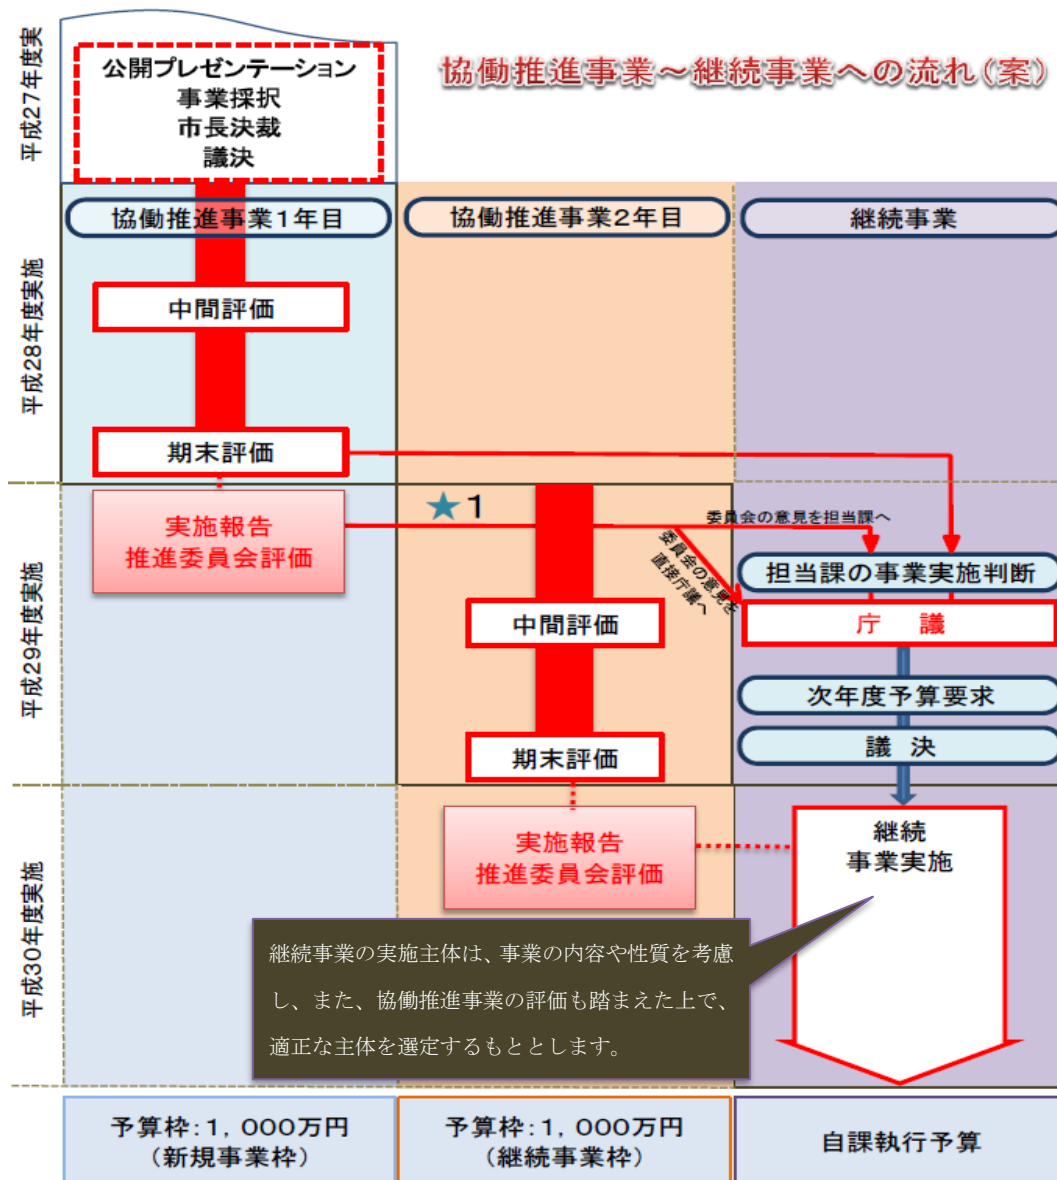 協働推進事業～継続事業への流れ(案)
平成27年度実
公開プレゼンテーション
事業採択
市長決裁
議決
協働推進事業1年目
協働推進事業2年目
継続事業
平成28年度実施
中間評価
期末評価
平成29年度実施
実施報告
推進委員会評価
★1
委員会の意見を担当課へ
委員会の意見を
直接庁議へ
担当課の事業実施判断
庁 議
中間評価
次年度予算要求
議 決
期末評価
平成30年度実施
実施報告
推進委員会評価
継続
事業実施
継続事業の実施主体は、事業の内容や性質を考慮
し、また、協働推進事業の評価も踏まえた上で、
適正な主体を選定するもととします。
予算枠:1，000万円
(新規事業枠)
予算枠:1，000万円
(継続事業枠)
自課執行予算